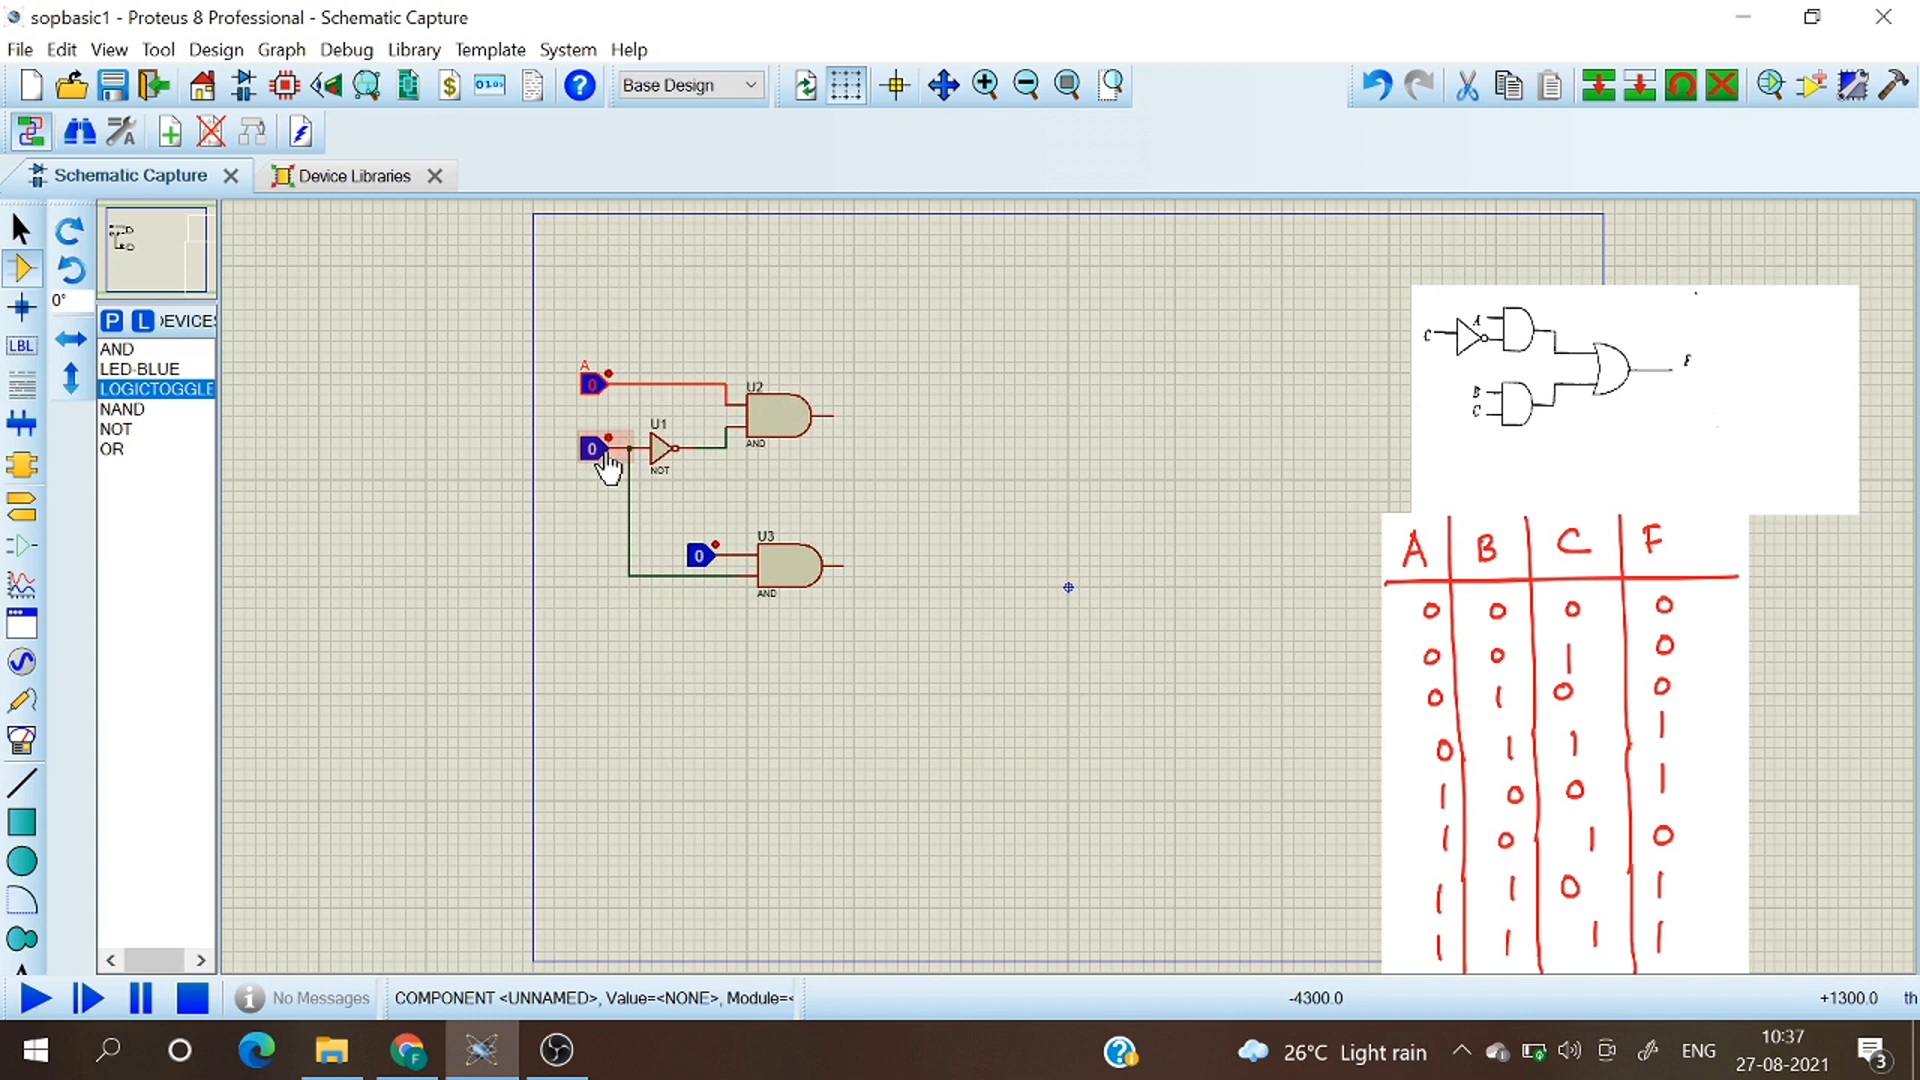 sopbasic1 - Proteus 8 Professional - Schematic Capture
File Edit View Tool Design Graph Debug Library Template System Help
Base Design
Schematic Capture
Device Libraries
0°
P L DEVICES
AND
LED-BLUE
LOGICTOGGLE
NAND
NOT
OR
LBL
A
0
U2
AND
0
U1
NOT
0
U3
AND
A
C
B
C
F
A B C F
0 0 0 0
0 0 1 0
0 1 0 0
0 1 1 1
1 0 0 1
1 0 1 0
1 1 0 1
1 1 1 1
No Messages
COMPONENT <UNNAMED>, Value=<NONE>, Module=<
-4300.0
+1300.0
th
26°C Light rain
ENG
10:37
27-08-2021
3